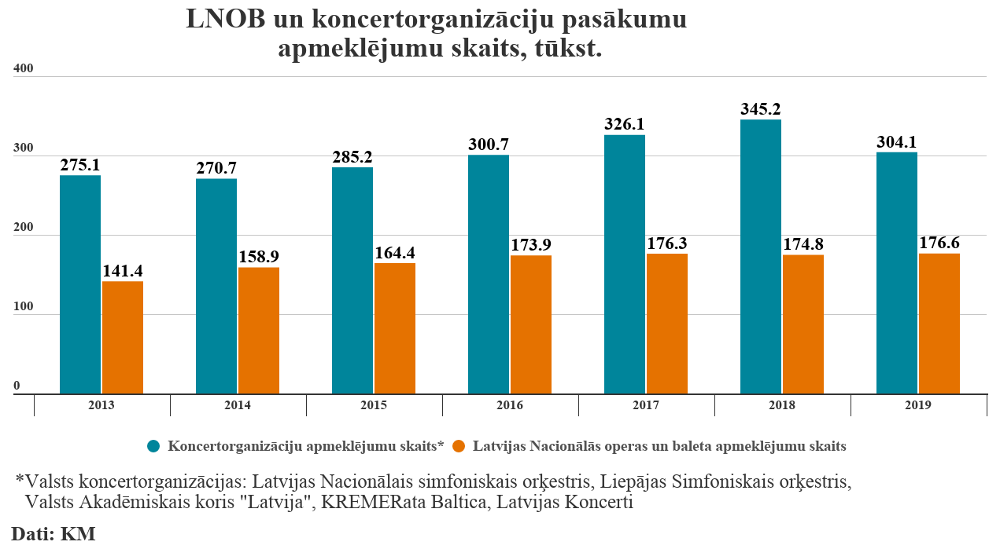 LNOB un koncertorganizāciju pasākumu
apmeklējumu skaits, tūkst.
400
300
200
100
0
275.1
141.4
270.7
158.9
285.2
164.4
300.7
173.9
326.1
176.3
345.2
174.8
304.1
176.6
2013 2014 2015 2016 2017 2018 2019
Koncertorganizāciju apmeklējumu skaits* Latvijas Nacionālās operas un baleta apmeklējumu skaits
*Valsts koncertorganizācijas: Latvijas Nacionālais simfoniskais orķestris, Liepājas Simfoniskais orķestris,
Valsts Akadēmiskais koris "Latvija", KREMERata Baltica, Latvijas Koncerti
Dati: KM